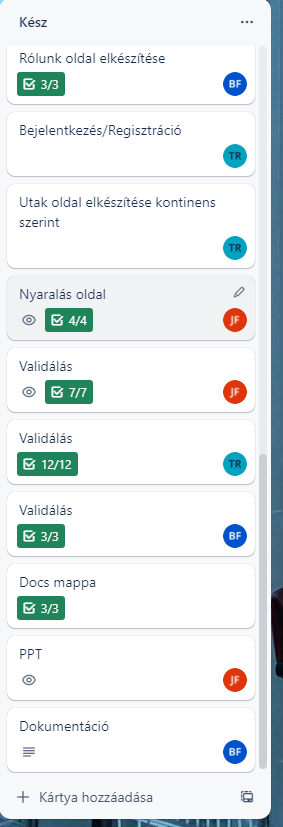 Kész
Rólunk oldal elkészítése
3/3
BF
Bejelentkezés/Regisztráció
TR
Utak oldal elkészítése kontinens
szerint
TR
Nyaralás oldal
4/4
JF
Validálás
7/7
JF
Validálás
12/12
TR
Validálás
3/3
BF
Docs mappa
3/3
PPT
JF
Dokumentáció
BF
Kártya hozzáadása